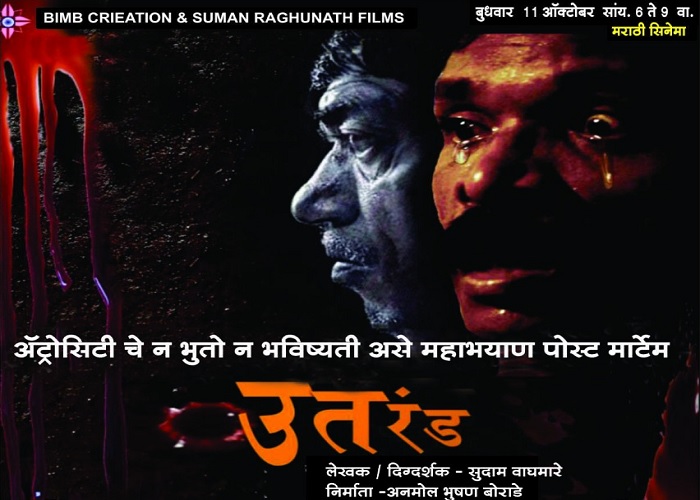 BIMB CRIEATION & SUMAN RAGHUNATH FILMS
बुधवार 11 ऑक्टोबर सांय. 6 ते 9 वा.
मराठी सिनेमा
ॲट्रोसिटी चे न भुतो न भविष्यती असे महाभयाण पोस्ट मार्टेम
उतरंड
लेखक / दिग्दर्शक - सुदाम वाघमारे
निर्माता -अनमोल भुषण बोराडे